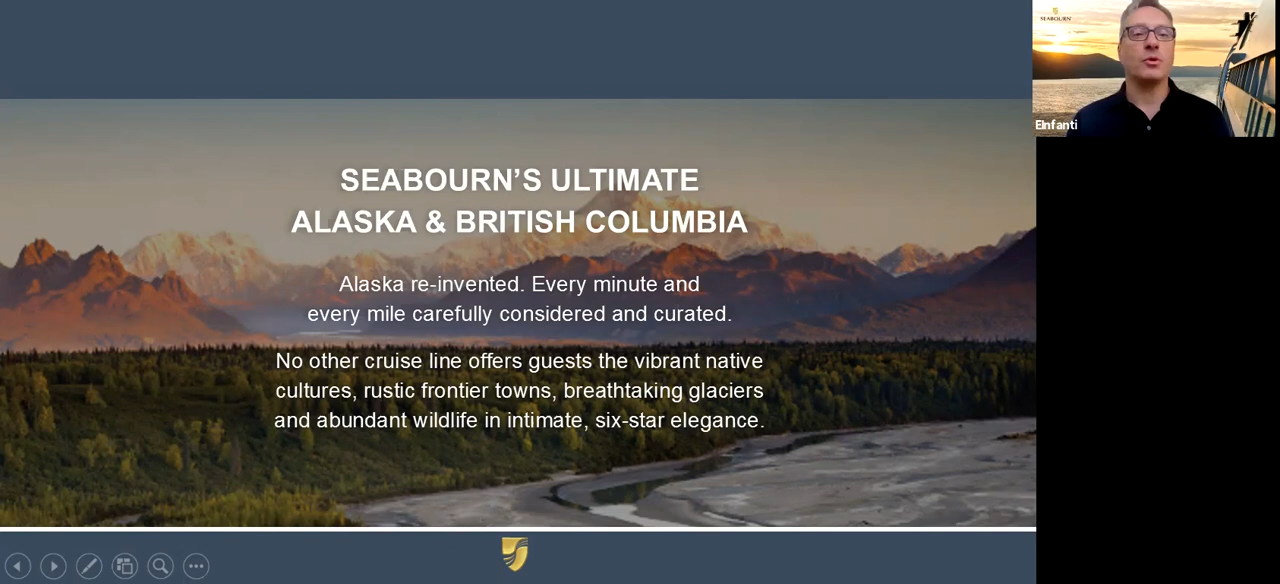 SEABOURN'S ULTIMATE
ALASKA & BRITISH COLUMBIA
Alaska re-invented. Every minute and
every mile carefully considered and curated.
No other cruise line offers guests the vibrant native
cultures, rustic frontier towns, breathtaking glaciers
and abundant wildlife in intimate, six-star elegance.
SEABOURN
EInfanti